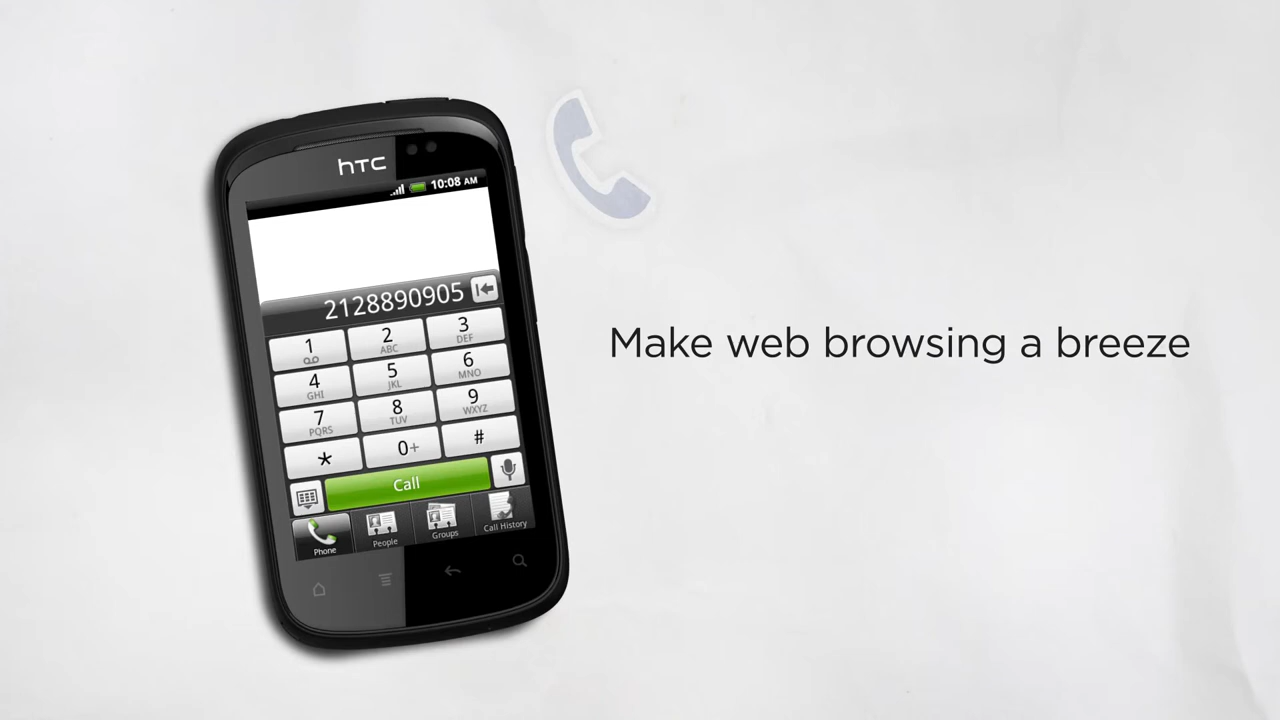 hTC
10:08 AM
2128890905
1 2 ABC 3 DEF
4 GHI 5 JKL 6 MNO
7 PQRS 8 TUV 9 WXYZ
* 0+ #
Call
Phone People Groups Call History
Make web browsing a breeze